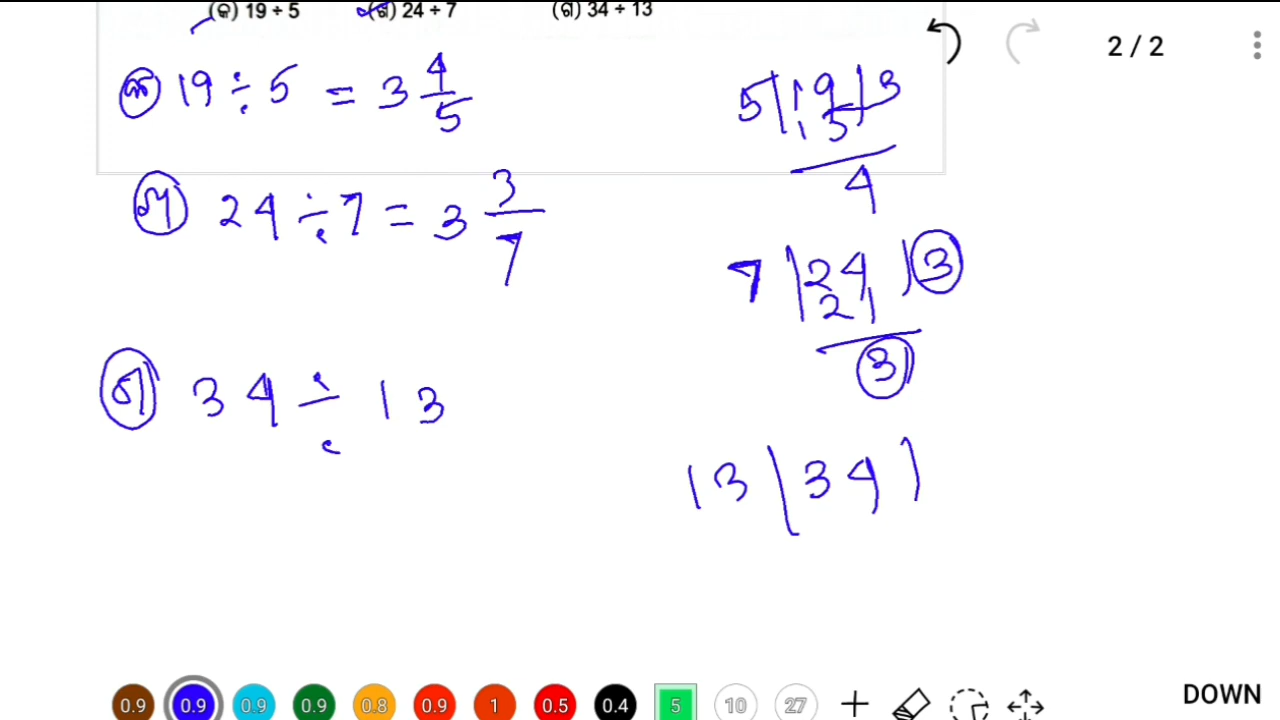 (କ) 19 ÷ 5 (ଖ) 24 ÷ 7 (ଗ) 34 ÷ 13
2 / 2
କ 19 ÷ 5 = 3 4/5
5 ) 19 ( 3
15
4
ଖ 24 ÷ 7 = 3 3/7
7 ) 24 ( 3
21
3
ଗ 34 ÷ 13
13 ) 34 (
0.9 0.9 0.9 0.9 0.8 0.9 1 0.5 0.4 5 10 27
DOWN